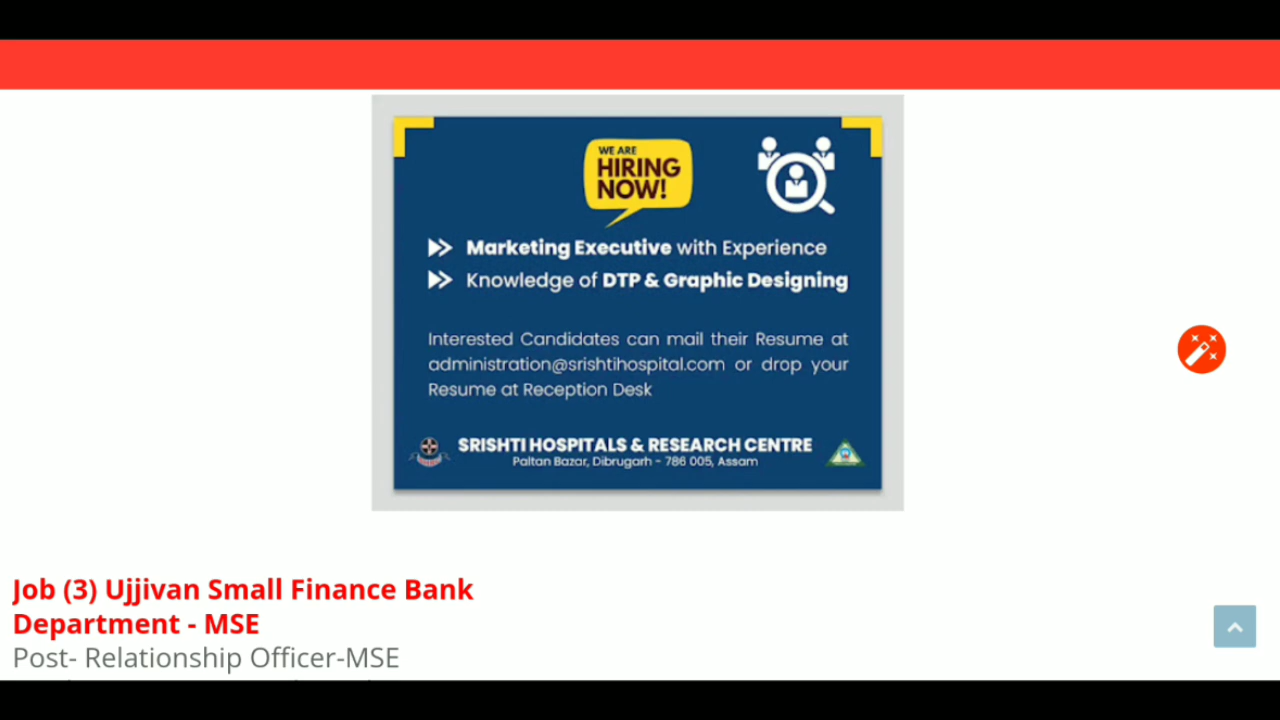 WE ARE
HIRING
NOW!
Marketing Executive with Experience
Knowledge of DTP & Graphic Designing
Interested Candidates can mail their Resume at
administration@srishtihospital.com or drop your
Resume at Reception Desk
SRISHTI HOSPITALS & RESEARCH CENTRE
Paltan Bazar, Dibrugarh - 786 005, Assam
Job (3) Ujjivan Small Finance Bank
Department - MSE
Post- Relationship Officer-MSE